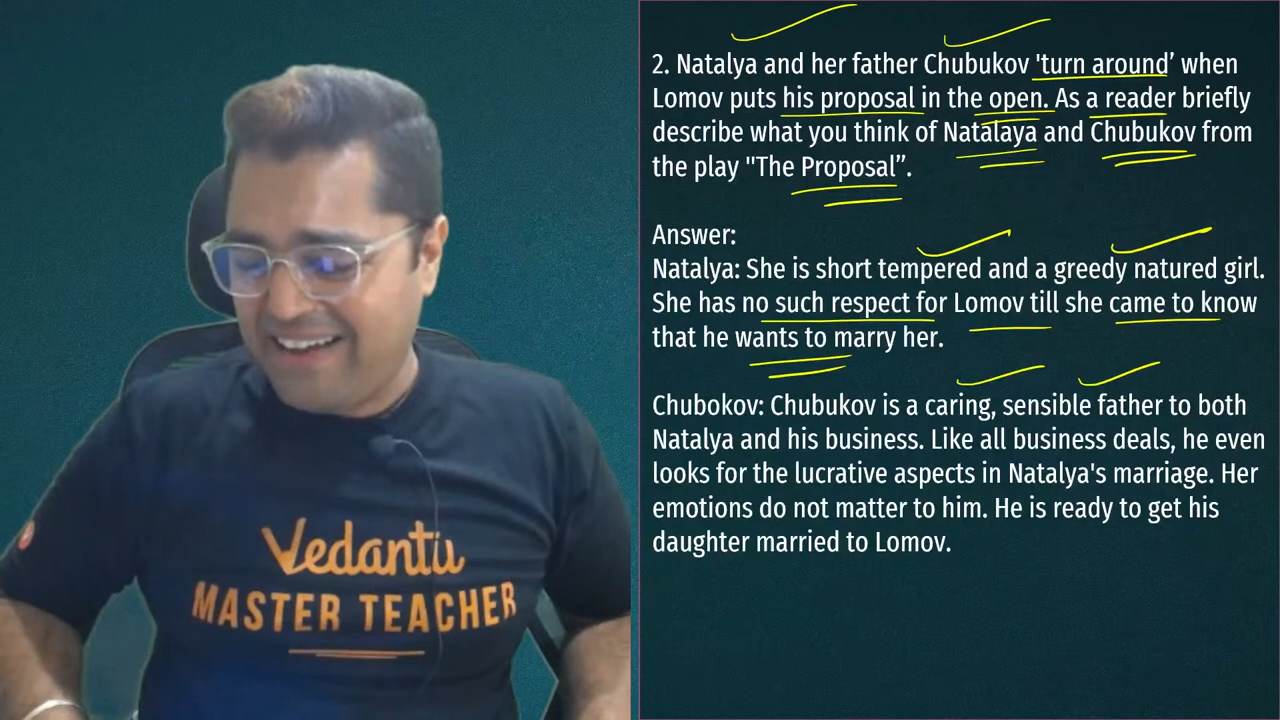 2. Natalya and her father Chubukov 'turn around’ when
Lomov puts his proposal in the open. As a reader briefly
describe what you think of Natalaya and Chubukov from
the play "The Proposal”.
Answer:
Natalya: She is short tempered and a greedy natured girl.
She has no such respect for Lomov till she came to know
that he wants to marry her.
Chubokov: Chubukov is a caring, sensible father to both
Natalya and his business. Like all business deals, he even
looks for the lucrative aspects in Natalya's marriage. Her
emotions do not matter to him. He is ready to get his
daughter married to Lomov.
Vedantu
MASTER TEACHER